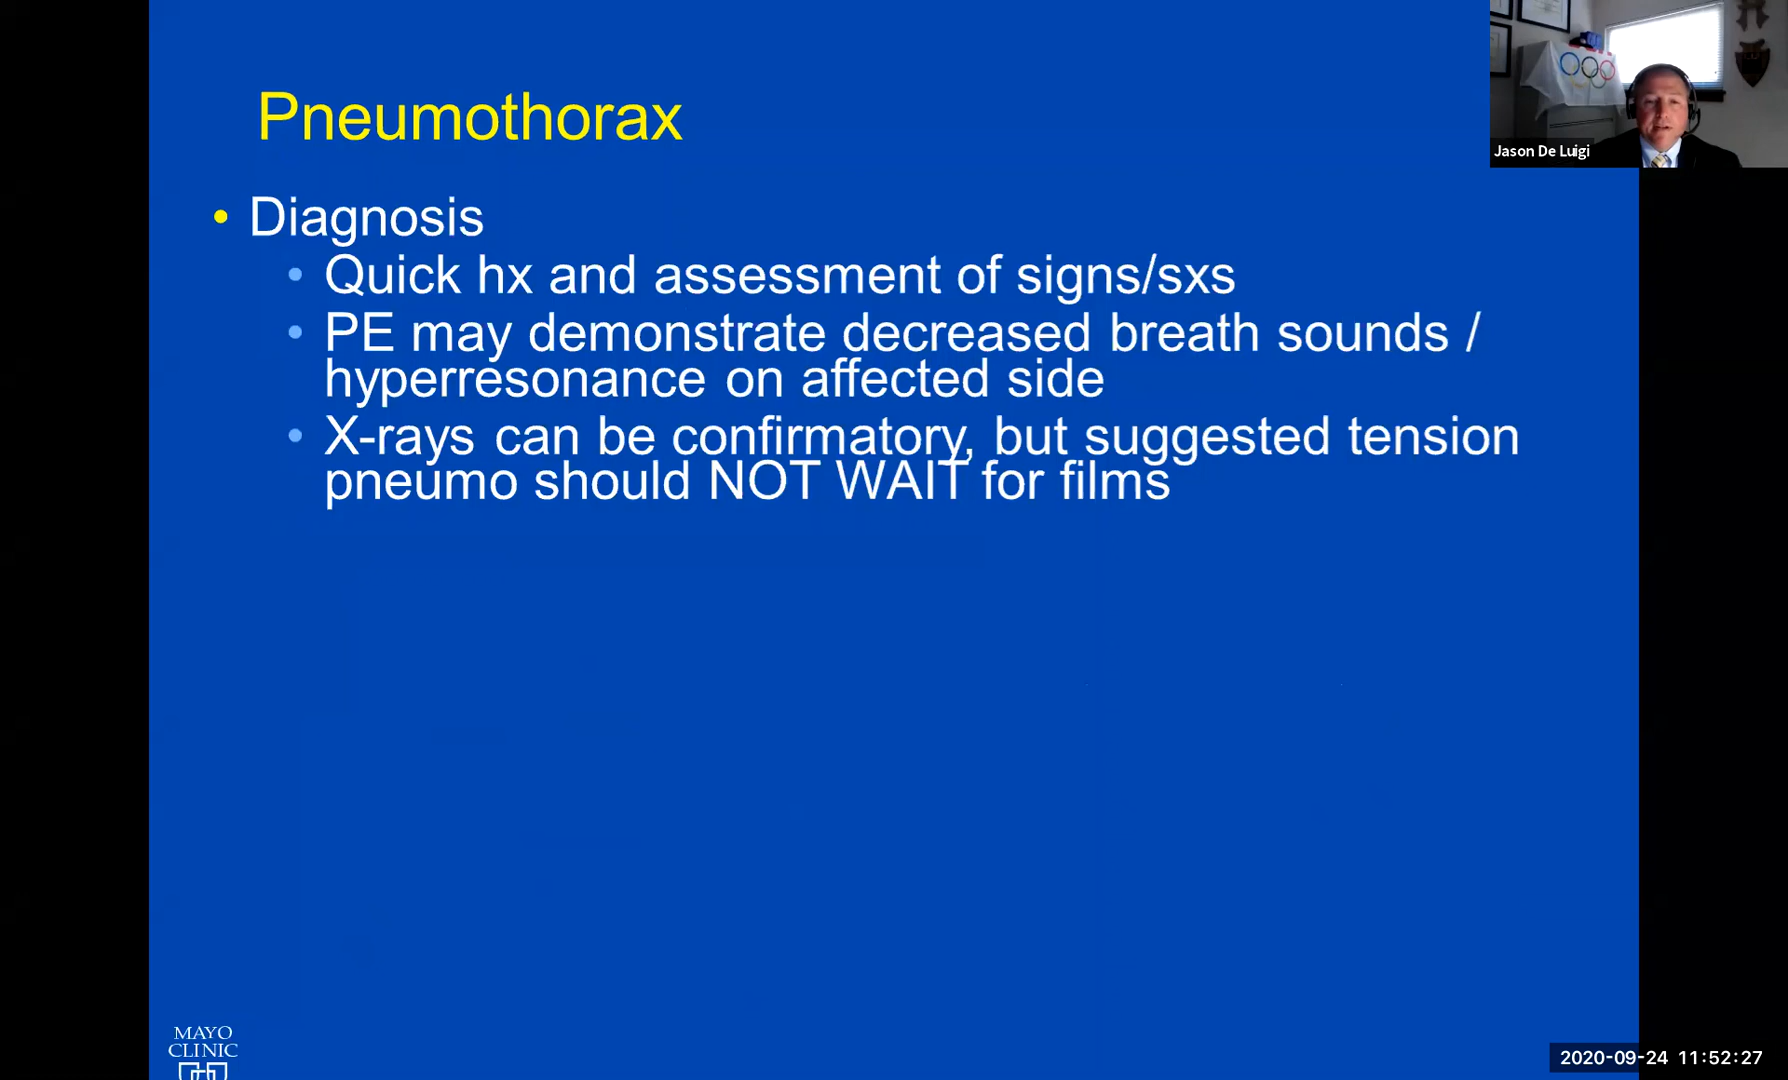 Pneumothorax
Jason De Luigi
• Diagnosis
• Quick hx and assessment of signs/sxs
• PE may demonstrate decreased breath sounds /
hyperresonance on affected side
• X-rays can be confirmatory, but suggested tension
pneumo should NOT WAIT for films
MAYO
CLINIC
2020-09-24 11:52:27